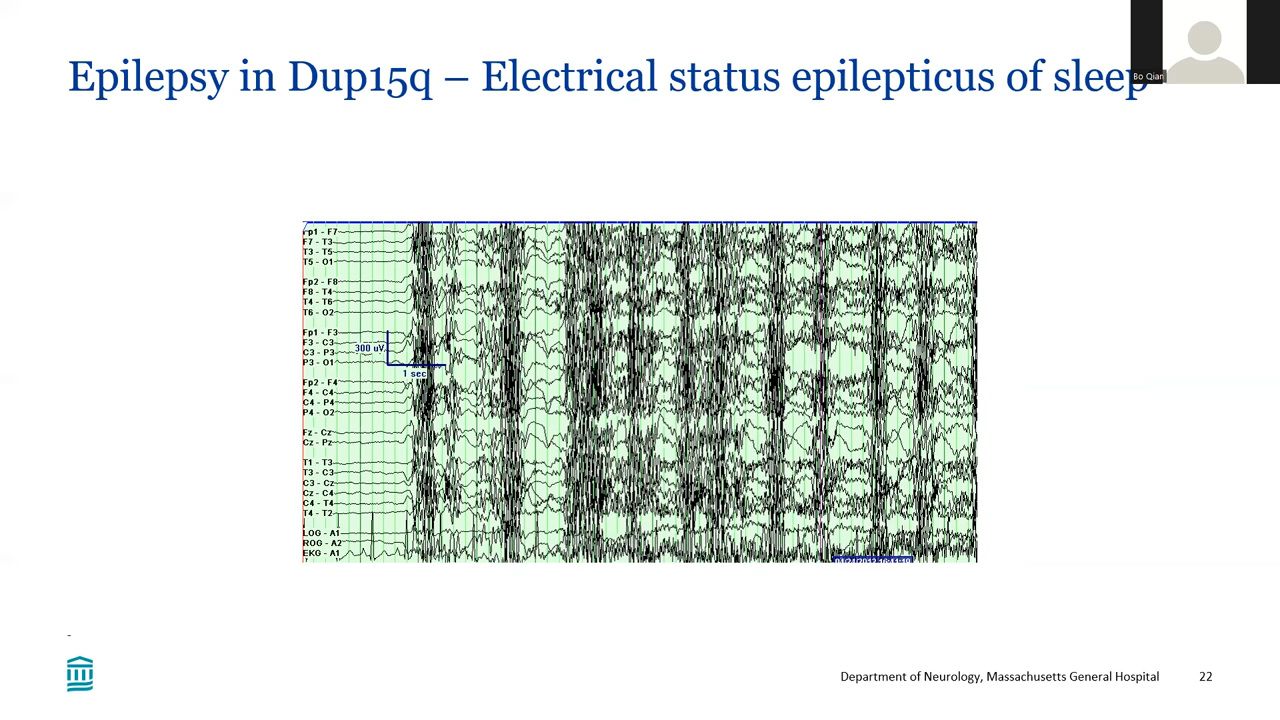 Epilepsy in Dup15q – Electrical status epilepticus of sleep
Bo Qian
Fp1 - F7
F7 - T3
T3 - T5
T5 - O1
Fp2 - F8
F8 - T4
T4 - T6
T6 - O2
Fp1 - F3
F3 - C3
C3 - P3
P3 - O1
300 uV
1 sec
Fp2 - F4
F4 - C4
C4 - P4
P4 - O2
Fz - Cz
Cz - Pz
T1 - T3
T3 - C3
C3 - Cz
Cz - C4
C4 - T4
T4 - T2
LOG - A1
ROG - A2
EKG - A1
-
Department of Neurology, Massachusetts General Hospital
22